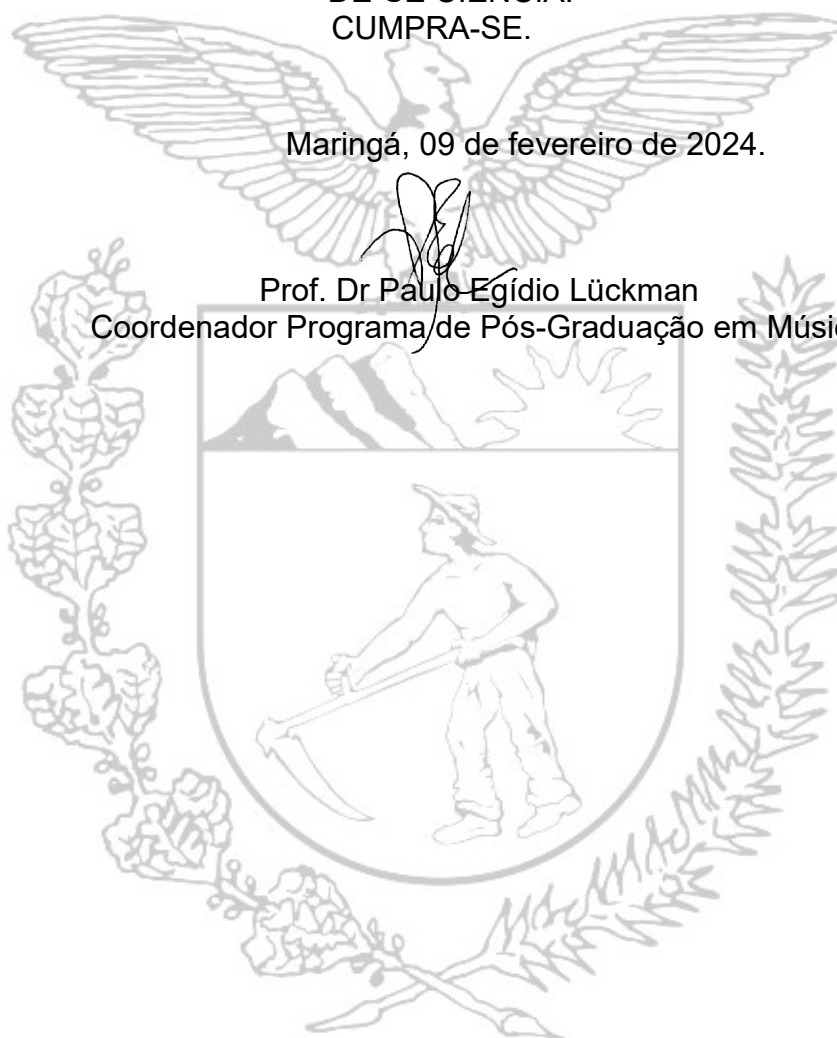 CUMPRA-SE.
Maringá, 09 de fevereiro de 2024.
Prof. Dr Paulo Egídio Lückman
Coordenador Programa de Pós-Graduação em Músic